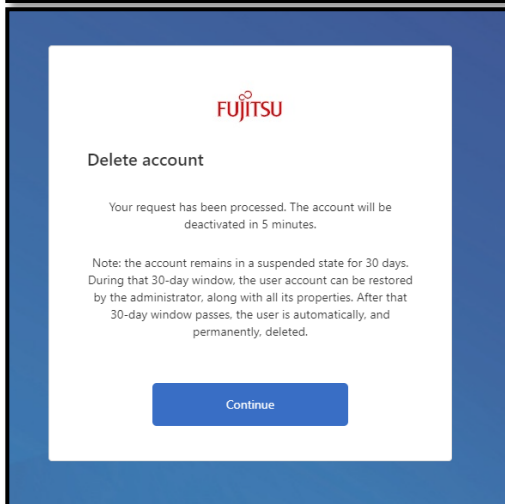 FUJITSU
Delete account
Your request has been processed. The account will be
deactivated in 5 minutes.
Note: the account remains in a suspended state for 30 days.
During that 30-day window, the user account can be restored
by the administrator, along with all its properties. After that
30-day window passes, the user is automatically, and
permanently, deleted.
Continue